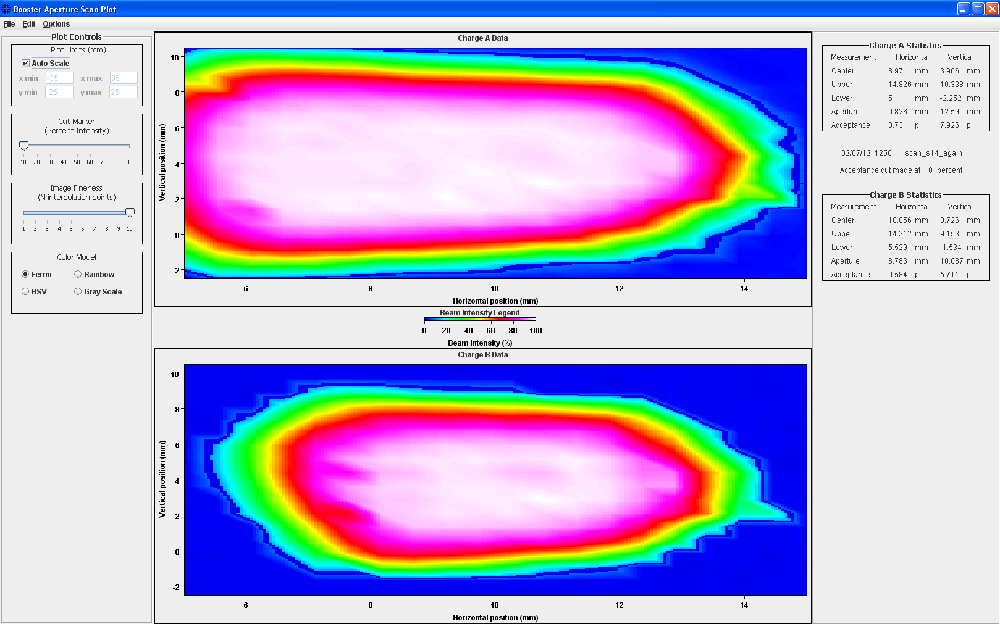 Booster Aperture Scan Plot
File Edit Options
Plot Controls
Plot Limits (mm)
Auto Scale
x min -35 x max 35
y min -25 y max 25
Cut Marker
(Percent Intensity)
10 20 30 40 50 60 70 80 90
Image Fineness
(N interpolation points)
1 2 3 4 5 6 7 8 9 10
Color Model
Fermi Rainbow
HSV Gray Scale
Charge A Data
Vertical position (mm)
10
8
6
4
2
0
-2
6 8 10 12 14
Horizontal position (mm)
Beam Intensity Legend
0 20 40 60 80 100
Beam Intensity (%)
Charge B Data
Vertical position (mm)
10
8
6
4
2
0
-2
6 8 10 12 14
Horizontal position (mm)
Charge A Statistics
Measurement Horizontal Vertical
Center 8.97 mm 3.966 mm
Upper 14.826 mm 10.338 mm
Lower 5 mm -2.252 mm
Aperture 9.826 mm 12.59 mm
Acceptance 0.731 pi 7.926 pi
02/07/12 1250 scan_s14_again
Acceptance cut made at 10 percent
Charge B Statistics
Measurement Horizontal Vertical
Center 10.056 mm 3.726 mm
Upper 14.312 mm 9.153 mm
Lower 5.529 mm -1.534 mm
Aperture 8.783 mm 10.687 mm
Acceptance 0.584 pi 5.711 pi